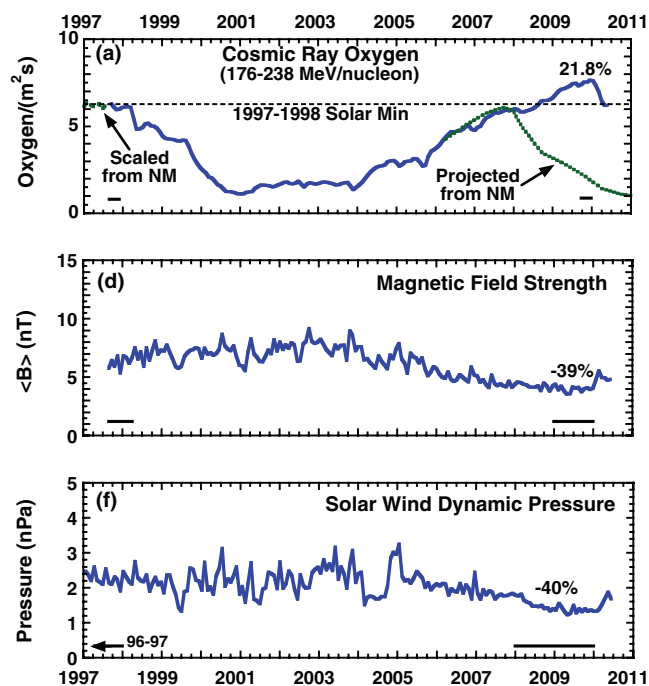 1997 1999 2001 2003 2005 2007 2009 2011
10
(a)
Cosmic Ray Oxygen
(176-238 MeV/nucleon)
21.8%
1997-1998 Solar Min
5
Scaled
from NM
Projected
from NM
0
Oxygen/(m²s)
15
(d)
Magnetic Field Strength
10
-39%
5
0
<B> (nT)
5
(f)
Solar Wind Dynamic Pressure
4
3
2
-40%
1
96-97
0
Pressure (nPa)
1997 1999 2001 2003 2005 2007 2009 2011